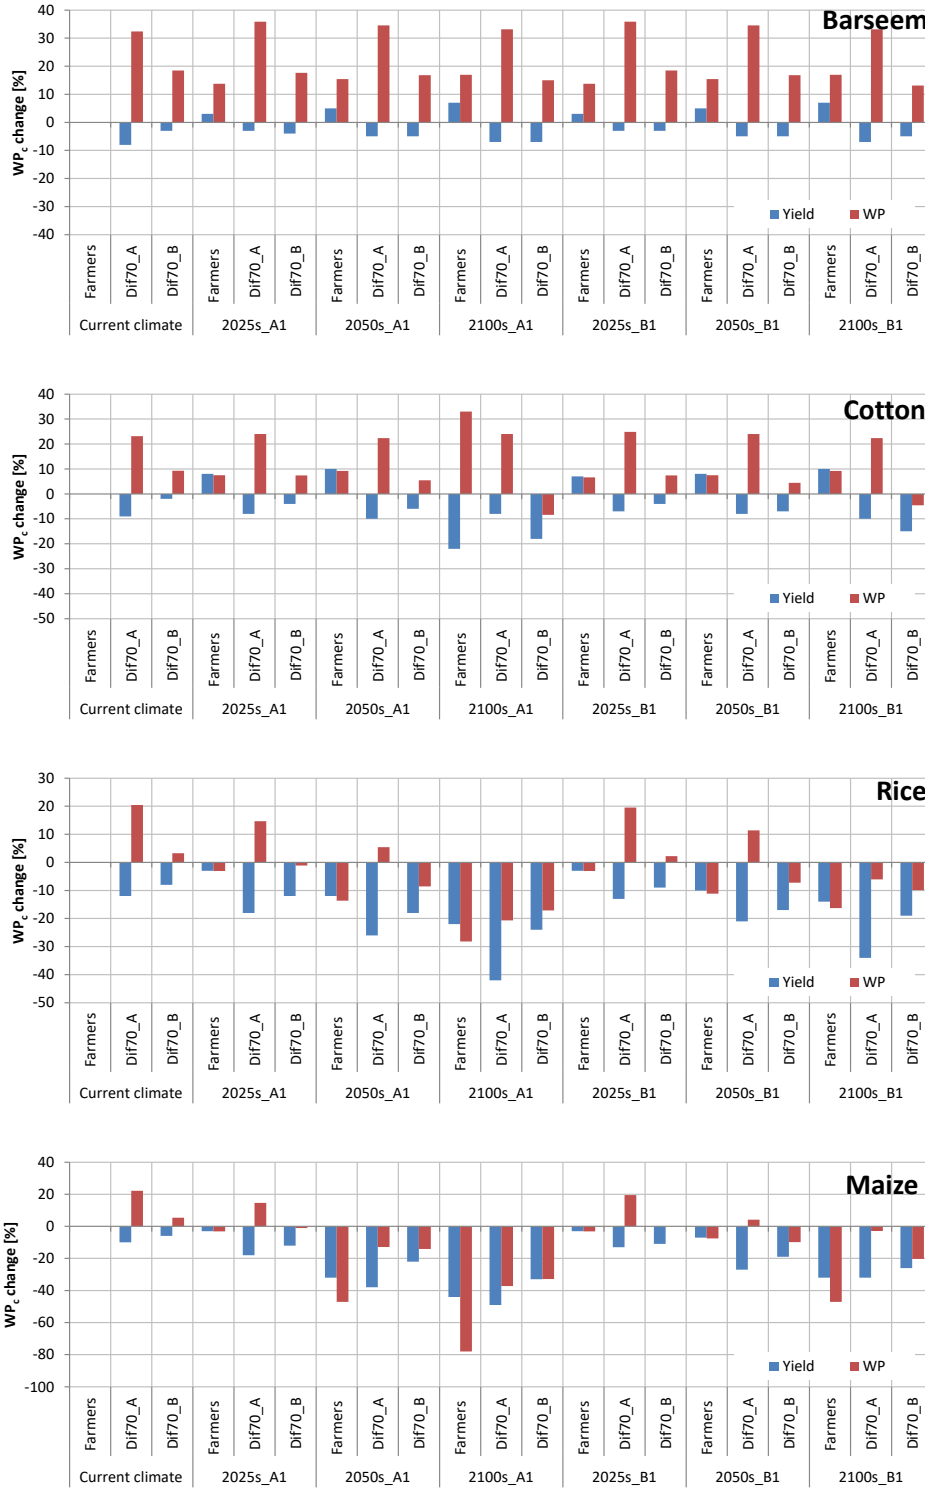 Barseem
40
30
20
10
0
-10
-20
-30
-40
WPc change [%]
Yield WP
Farmers Dif70_A Dif70_B Farmers Dif70_A Dif70_B Farmers Dif70_A Dif70_B Farmers Dif70_A Dif70_B Farmers Dif70_A Dif70_B Farmers Dif70_A Dif70_B Farmers Dif70_A Dif70_B
Current climate 2025s_A1 2050s_A1 2100s_A1 2025s_B1 2050s_B1 2100s_B1
Cotton
40
30
20
10
0
-10
-20
-30
-40
-50
WPc change [%]
Yield WP
Farmers Dif70_A Dif70_B Farmers Dif70_A Dif70_B Farmers Dif70_A Dif70_B Farmers Dif70_A Dif70_B Farmers Dif70_A Dif70_B Farmers Dif70_A Dif70_B Farmers Dif70_A Dif70_B
Current climate 2025s_A1 2050s_A1 2100s_A1 2025s_B1 2050s_B1 2100s_B1
Rice
30
20
10
0
-10
-20
-30
-40
-50
WPc change [%]
Yield WP
Farmers Dif70_A Dif70_B Farmers Dif70_A Dif70_B Farmers Dif70_A Dif70_B Farmers Dif70_A Dif70_B Farmers Dif70_A Dif70_B Farmers Dif70_A Dif70_B Farmers Dif70_A Dif70_B
Current climate 2025s_A1 2050s_A1 2100s_A1 2025s_B1 2050s_B1 2100s_B1
Maize
40
20
0
-20
-40
-60
-80
-100
WPc change [%]
Yield WP
Farmers Dif70_A Dif70_B Farmers Dif70_A Dif70_B Farmers Dif70_A Dif70_B Farmers Dif70_A Dif70_B Farmers Dif70_A Dif70_B Farmers Dif70_A Dif70_B Farmers Dif70_A Dif70_B
Current climate 2025s_A1 2050s_A1 2100s_A1 2025s_B1 2050s_B1 2100s_B1